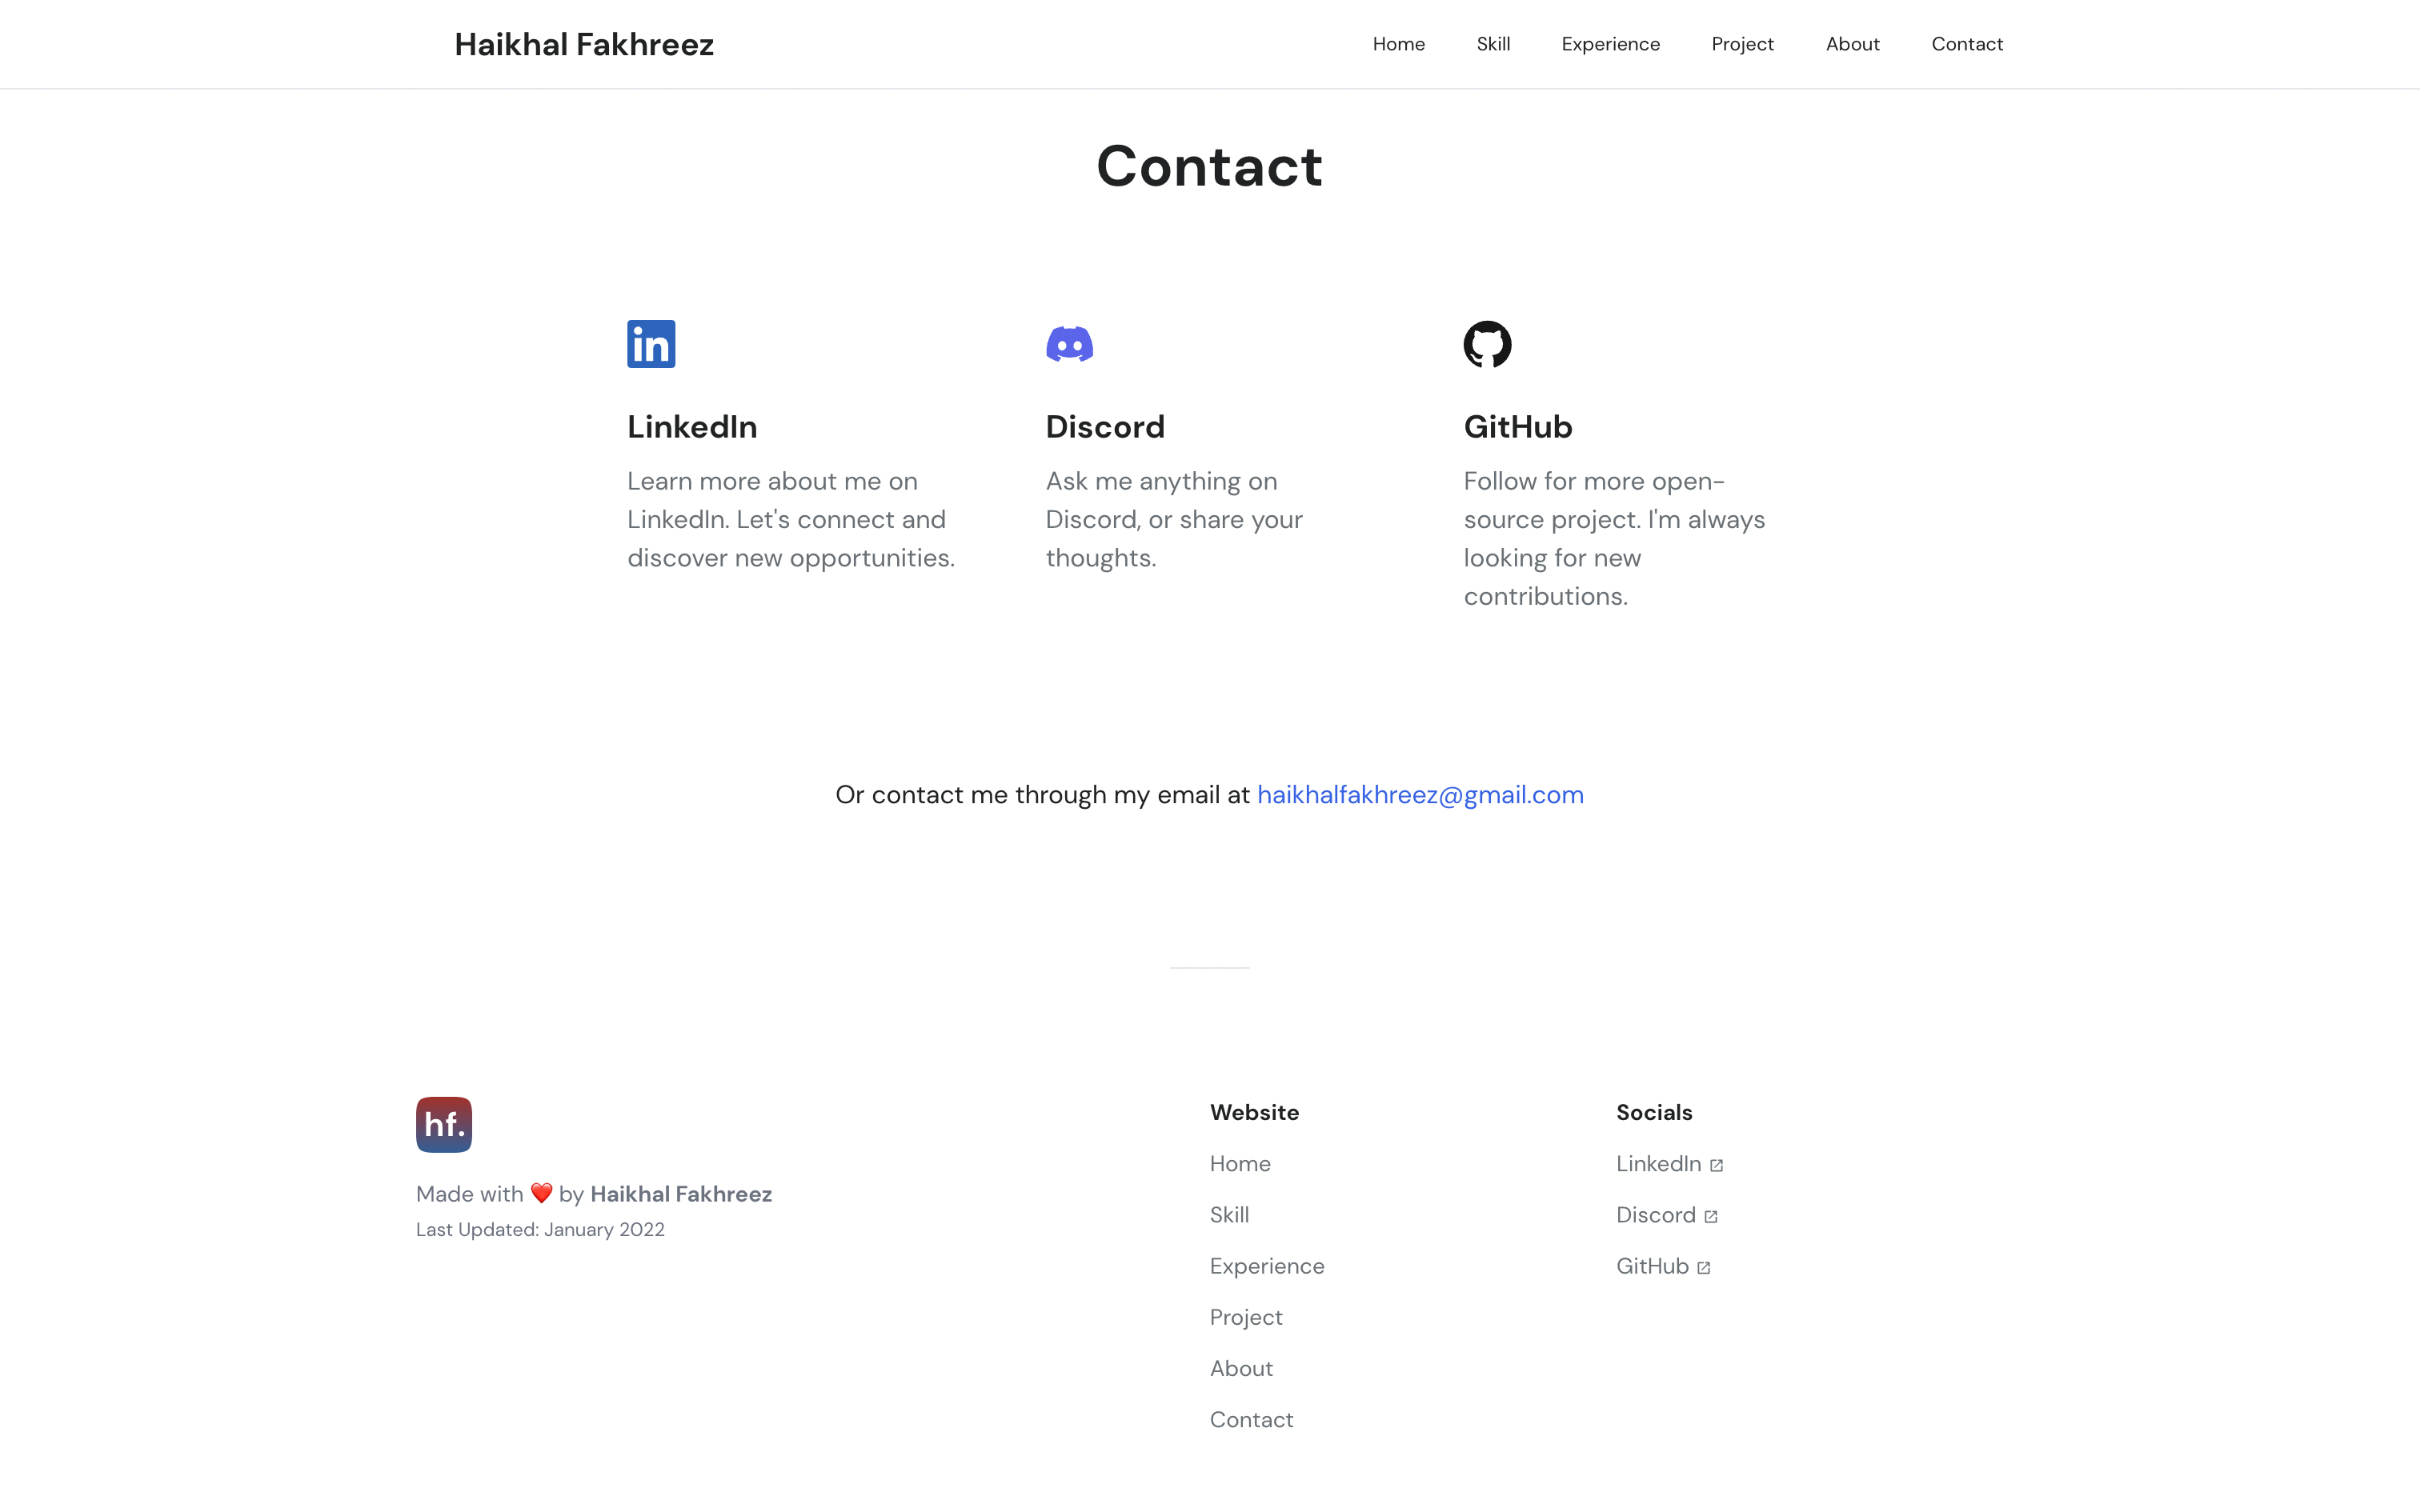 Haikhal Fakhreez
Home
Skill
Experience
Project
About
Contact
Contact
LinkedIn
Learn more about me on
LinkedIn. Let's connect and
discover new opportunities.
Discord
Ask me anything on
Discord, or share your
thoughts.
GitHub
Follow for more open-
source project. I'm always
looking for new
contributions.
Or contact me through my email at haikhalfakhreez@gmail.com
hf.
Made with ❤️ by Haikhal Fakhreez
Last Updated: January 2022
Website
Home
Skill
Experience
Project
About
Contact
Socials
LinkedIn
Discord
GitHub